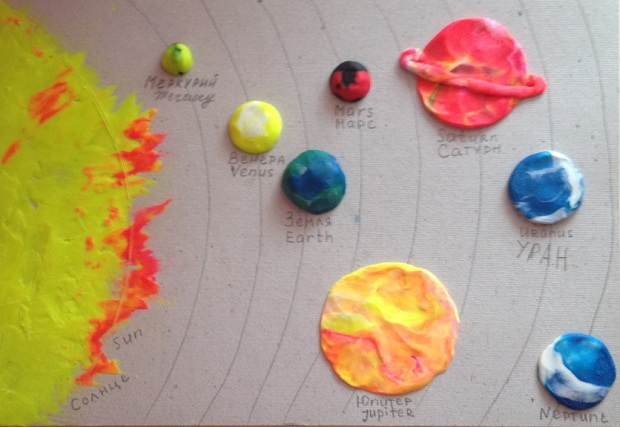 Меркурий
Mercury
Венера
Venus
Земля
Earth
Mars
Марс
Saturn
Сатурн
Uranus
Уран
Юпитер
Jupiter
Neptune
Sun
Солнце